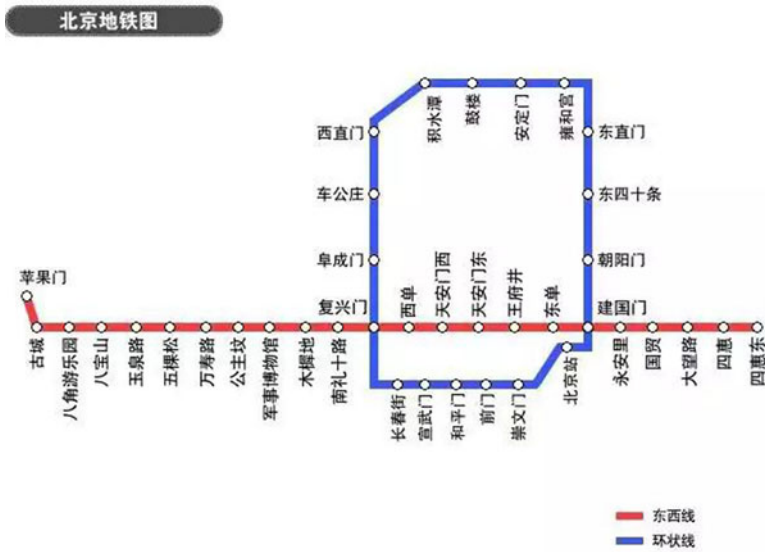 北京地铁图
积水潭
鼓楼
安定门
雍和宫
西直门
东直门
车公庄
东四十条
阜成门
朝阳门
苹果门
复兴门
西单
天安门西
天安门东
王府井
东单
建国门
古城
八角游乐园
八宝山
玉泉路
五棵松
万寿路
公主坟
军事博物馆
木樨地
南礼十路
长春街
宣武门
和平门
前门
崇文门
北京站
永安里
国贸
大望路
四惠
四惠东
东西线
环状线